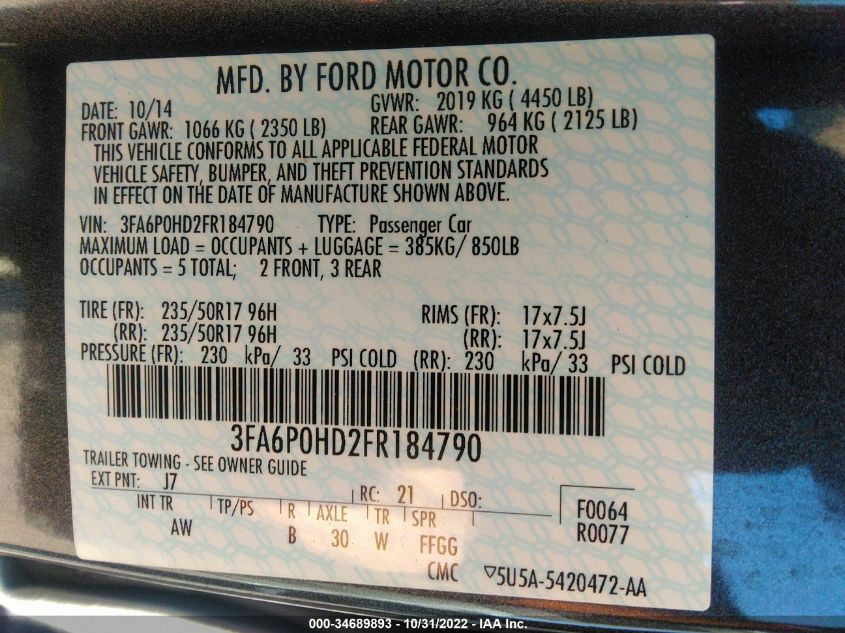 MFD. BY FORD MOTOR CO.
DATE: 10/14 GVWR: 2019 KG ( 4450 LB)
FRONT GAWR: 1066 KG ( 2350 LB) REAR GAWR: 964 KG ( 2125 LB)
THIS VEHICLE CONFORMS TO ALL APPLICABLE FEDERAL MOTOR
VEHICLE SAFETY, BUMPER, AND THEFT PREVENTION STANDARDS
IN EFFECT ON THE DATE OF MANUFACTURE SHOWN ABOVE.
VIN: 3FA6P0HD2FR184790 TYPE: Passenger Car
MAXIMUM LOAD = OCCUPANTS + LUGGAGE = 385KG/ 850LB
OCCUPANTS = 5 TOTAL; 2 FRONT, 3 REAR
TIRE (FR): 235/50R17 96H RIMS (FR): 17x7.5J
(RR): 235/50R17 96H (RR): 17x7.5J
PRESSURE (FR): 230 kPa/ 33 PSI COLD (RR): 230 kPa/ 33 PSI COLD
3FA6P0HD2FR184790
TRAILER TOWING - SEE OWNER GUIDE
EXT PNT: J7 RC: 21 DSO: F0064
INT TR TP/PS R AXLE TR SPR R0077
AW B 30 W FFGG
CMC ▽5U5A-5420472-AA
000-34689893 - 10/31/2022 - IAA Inc.